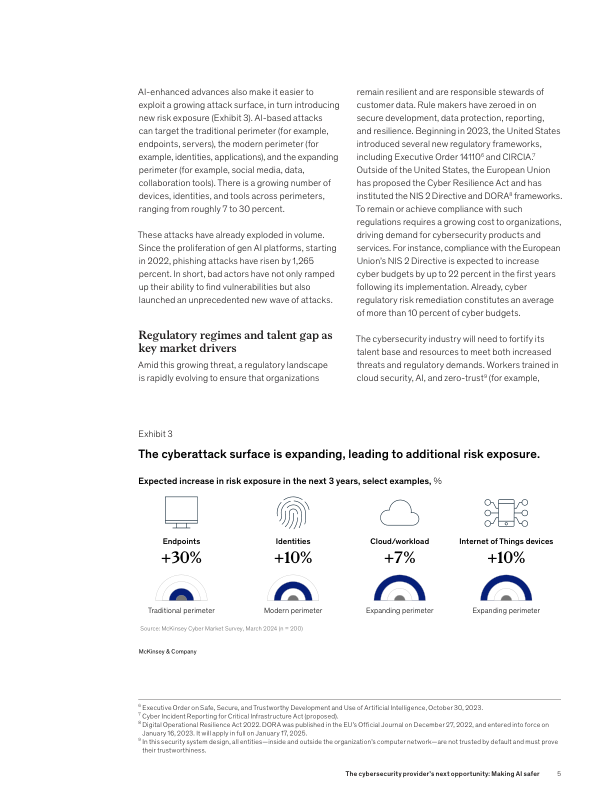 AI-enhanced advances also make it easier to
exploit a growing attack surface, in turn introducing
new risk exposure (Exhibit 3). AI-based attacks
can target the traditional perimeter (for example,
endpoints, servers), the modern perimeter (for
example, identities, applications), and the expanding
perimeter (for example, social media, data,
collaboration tools). There is a growing number of
devices, identities, and tools across perimeters,
ranging from roughly 7 to 30 percent.
These attacks have already exploded in volume.
Since the proliferation of gen AI platforms, starting
in 2022, phishing attacks have risen by 1,265
percent. In short, bad actors have not only ramped
up their ability to find vulnerabilities but also
launched an unprecedented new wave of attacks.
Regulatory regimes and talent gap as
key market drivers
Amid this growing threat, a regulatory landscape
is rapidly evolving to ensure that organizations
remain resilient and are responsible stewards of
customer data. Rule makers have zeroed in on
secure development, data protection, reporting,
and resilience. Beginning in 2023, the United States
introduced several new regulatory frameworks,
including Executive Order 14110⁶ and CIRCIA.⁷
Outside of the United States, the European Union
has proposed the Cyber Resilience Act and has
instituted the NIS 2 Directive and DORA⁸ frameworks.
To remain or achieve compliance with such
regulations requires a growing cost to organizations,
driving demand for cybersecurity products and
services. For instance, compliance with the European
Union's NIS 2 Directive is expected to increase
cyber budgets by up to 22 percent in the first years
following its implementation. Already, cyber
regulatory risk remediation constitutes an average
of more than 10 percent of cyber budgets.
The cybersecurity industry will need to fortify its
talent base and resources to meet both increased
threats and regulatory demands. Workers trained in
cloud security, AI, and zero-trust⁹ (for example,
Exhibit 3
The cyberattack surface is expanding, leading to additional risk exposure.
Expected increase in risk exposure in the next 3 years, select examples, %
Endpoints
+30%
Traditional perimeter
Identities
+10%
Modern perimeter
Cloud/workload
+7%
Expanding perimeter
Internet of Things devices
+10%
Expanding perimeter
Source: McKinsey Cyber Market Survey, March 2024 (n = 200)
McKinsey & Company
⁶ Executive Order on Safe, Secure, and Trustworthy Development and Use of Artificial Intelligence, October 30, 2023.
⁷ Cyber Incident Reporting for Critical Infrastructure Act (proposed).
⁸ Digital Operational Resilience Act 2022. DORA was published in the EU's Official Journal on December 27, 2022, and entered into force on
January 16, 2023. It will apply in full on January 17, 2025.
⁹ In this security system design, all entities—inside and outside the organization's computer network—are not trusted by default and must prove
their trustworthiness.
The cybersecurity provider's next opportunity: Making AI safer 5